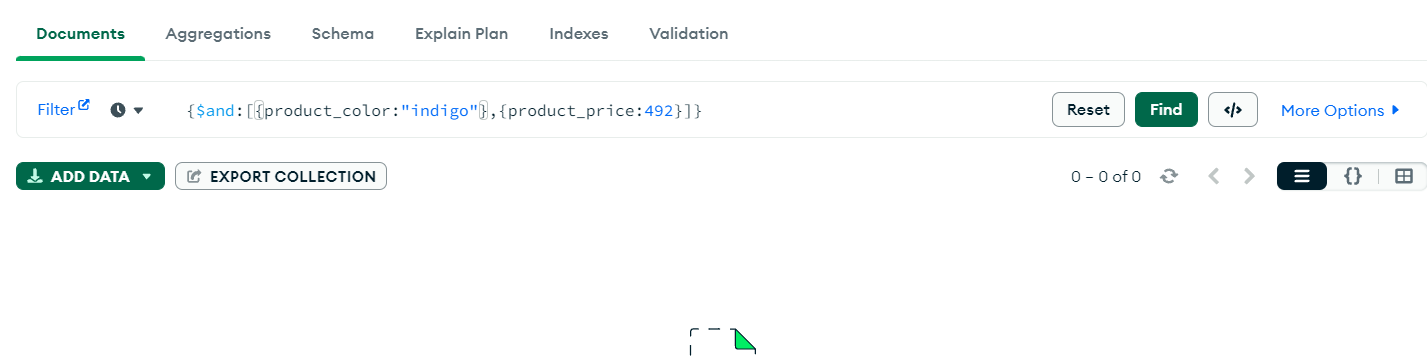 Documents Aggregations Schema Explain Plan Indexes Validation
Filter {$and:[{product_color:"indigo"},{product_price:492}]} Reset Find </> More Options
ADD DATA EXPORT COLLECTION 0 – 0 of 0 {}